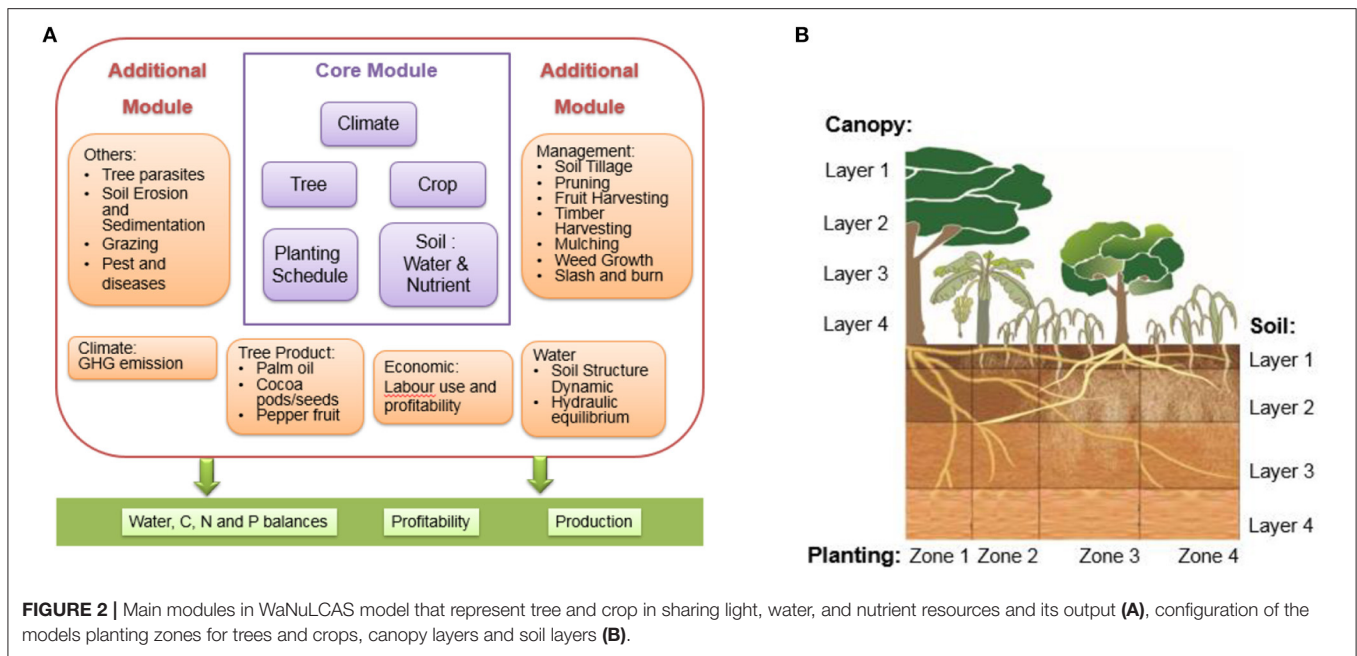 A
Additional
Module
Core Module
Additional
Module
Climate
Tree
Crop
Planting
Schedule
Soil :
Water &
Nutrient
Others:
• Tree parasites
• Soil Erosion
and
Sedimentation
• Grazing
• Pest and
diseases
Management:
• Soil Tillage
• Pruning
• Fruit Harvesting
• Timber
Harvesting
• Mulching
• Weed Growth
• Slash and burn
Climate:
GHG emission
Tree Product:
• Palm oil
• Cocoa
pods/seeds
• Pepper fruit
Economic:
Labour use and
profitability
Water
• Soil Structure
Dynamic
• Hydraulic
equilibrium
Water, C, N and P balances
Profitability
Production
B
Canopy:
Layer 1
Layer 2
Layer 3
Layer 4
Soil:
Layer 1
Layer 2
Layer 3
Layer 4
Planting: Zone 1 Zone 2 Zone 3 Zone 4
FIGURE 2 | Main modules in WaNuLCAS model that represent tree and crop in sharing light, water, and nutrient resources and its output (A), configuration of the
models planting zones for trees and crops, canopy layers and soil layers (B).